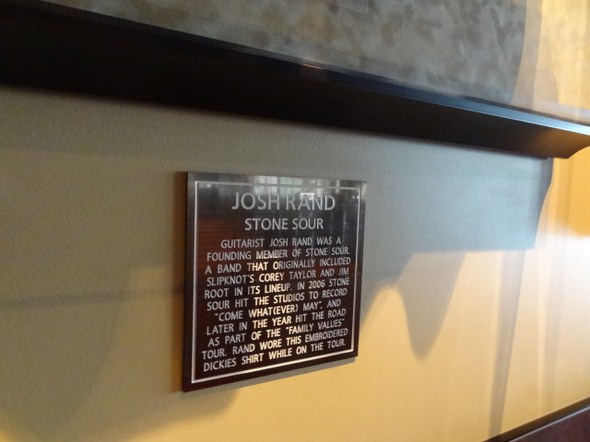 JOSH RAND
STONE SOUR
GUITARIST JOSH RAND WAS A
FOUNDING MEMBER OF STONE SOUR,
A BAND THAT ORIGINALLY INCLUDED
SLIPKNOT'S COREY TAYLOR AND JIM
ROOT IN ITS LINEUP. IN 2006 STONE
SOUR HIT THE STUDIOS TO RECORD
"COME WHAT(EVER) MAY", AND
LATER IN THE YEAR HIT THE ROAD
AS PART OF THE "FAMILY VALUES"
TOUR. RAND WORE THIS EMBROIDERED
DICKIES SHIRT WHILE ON THE TOUR.